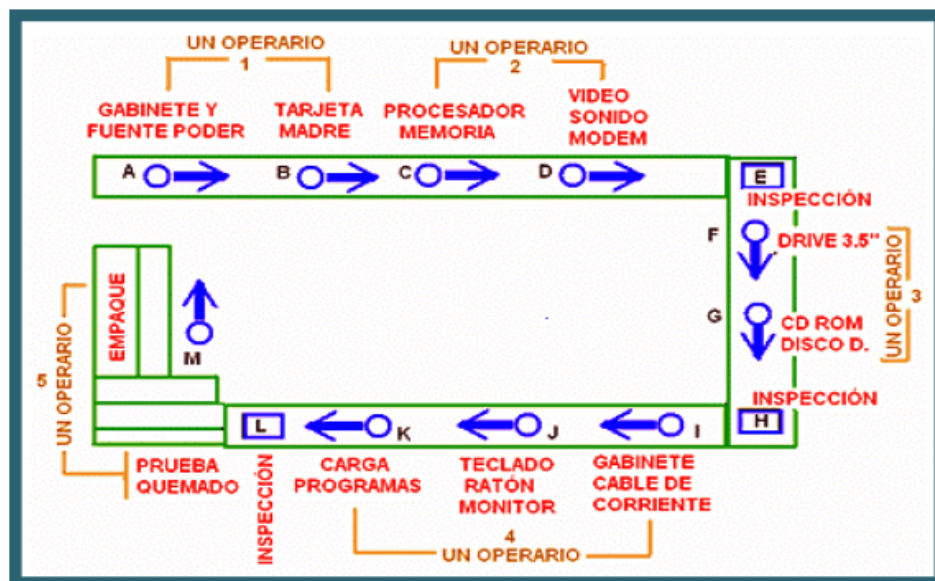 UN OPERARIO
1
UN OPERARIO
2
GABINETE Y
FUENTE PODER
TARJETA
MADRE
PROCESADOR
MEMORIA
VIDEO
SONIDO
MODEM
A
B
C
D
E
INSPECCIÓN
F
DRIVE 3.5"
G
CD ROM
DISCO D.
UN OPERARIO
3
INSPECCIÓN
H
I
J
K
L
M
EMPAQUE
UN OPERARIO
5
PRUEBA
QUEMADO
INSPECCIÓN
CARGA
PROGRAMAS
TECLADO
RATÓN
MONITOR
GABINETE
CABLE DE
CORRIENTE
4
UN OPERARIO